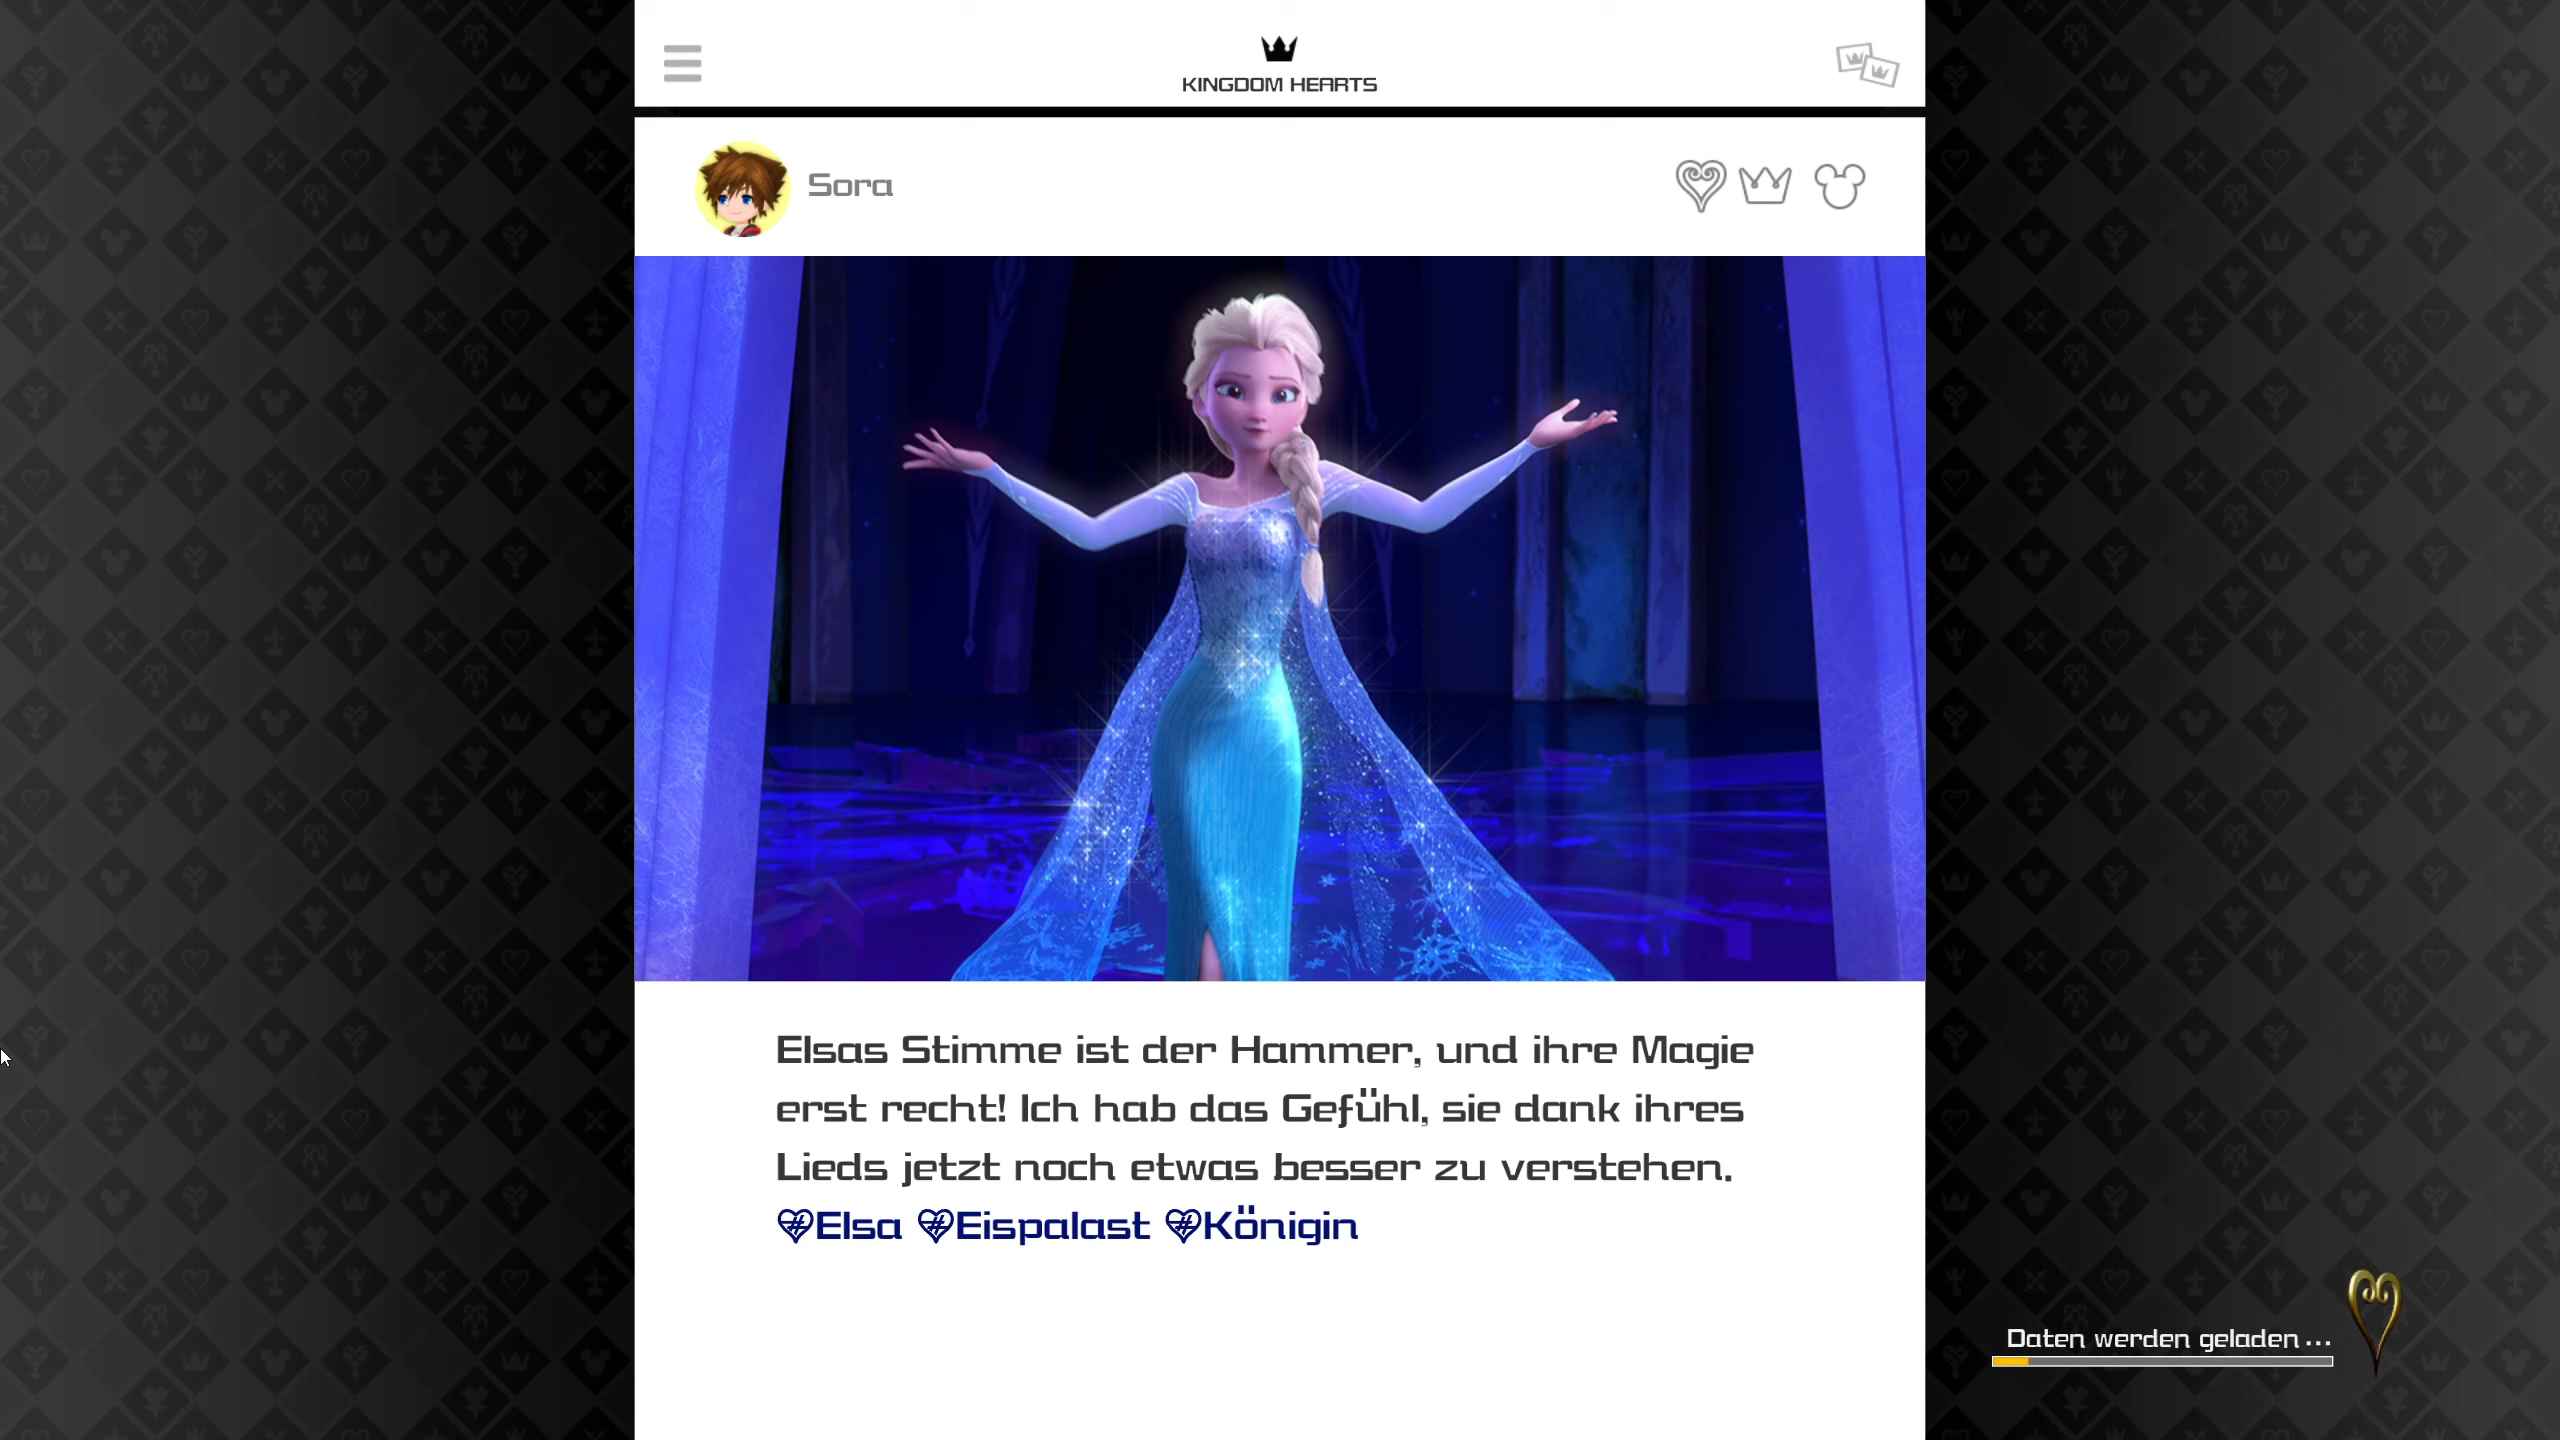 KINGDOM HEARTS
Sora
Elsas Stimme ist der Hammer, und ihre Magie
erst recht! Ich hab das Gefühl, sie dank ihres
Lieds jetzt noch etwas besser zu verstehen.
#Elsa #Eispalast #Königin
Daten werden geladen...